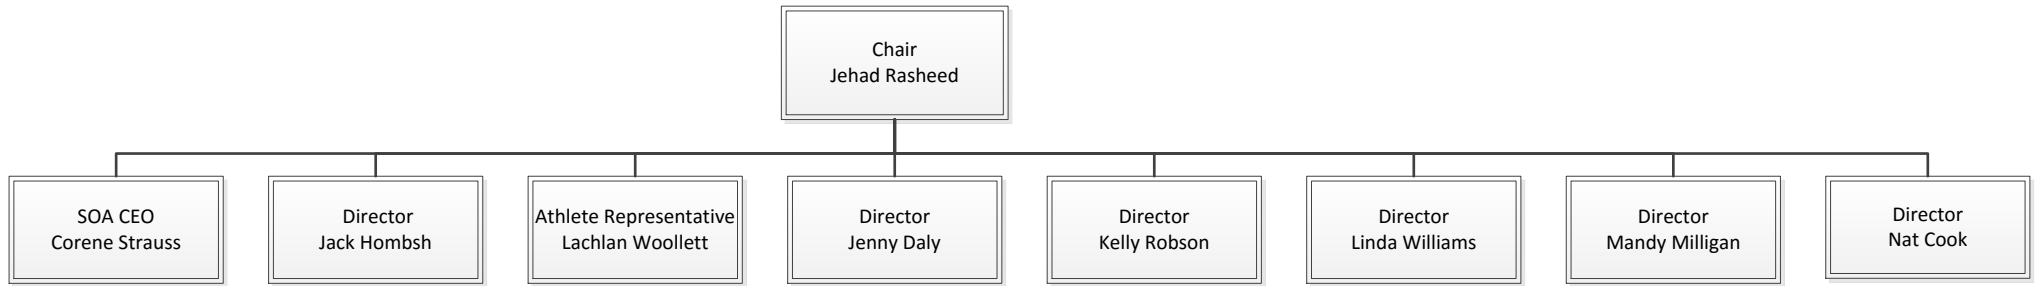 Chair
Jehad Rasheed
SOA CEO
Corene Strauss
Director
Jack Hombsh
Athlete Representative
Lachlan Woollett
Director
Jenny Daly
Director
Kelly Robson
Director
Linda Williams
Director
Mandy Milligan
Director
Nat Cook